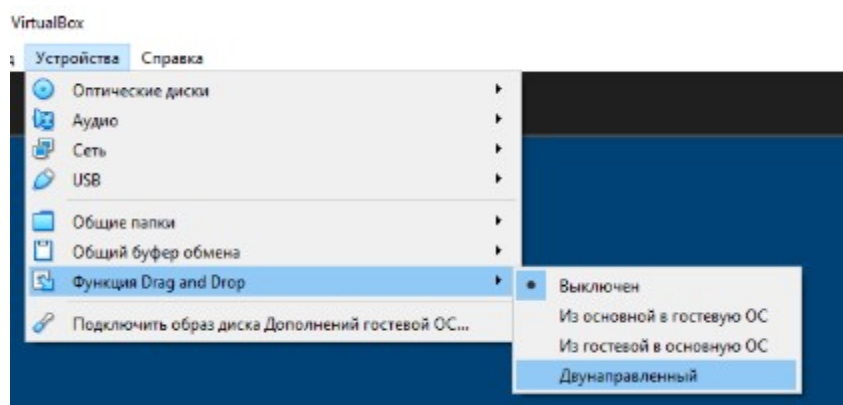 VirtualBox
Устройства Справка
Оптические диски
Аудио
Сеть
USB
Общие папки
Общий буфер обмена
Функция Drag and Drop
Выключен
Из основной в гостевую ОС
Из гостевой в основную ОС
Двунаправленный
Подключить образ диска Дополнений гостевой ОС...